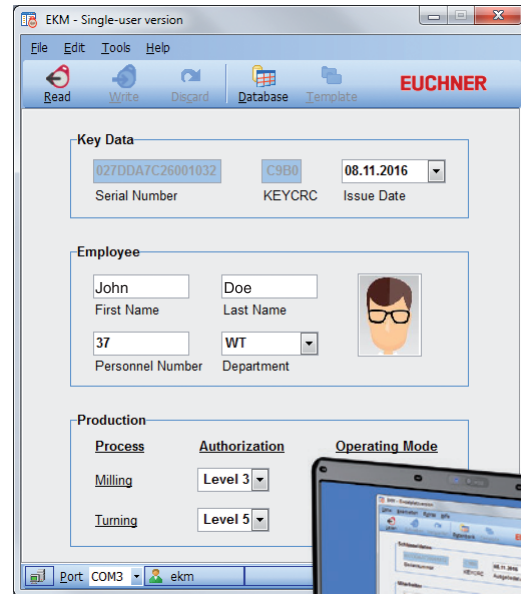 EKM - Single-user version
File Edit Tools Help
Read Write Discard Database Template EUCHNER
Key Data
027DDA7C26001032 C9B0 08.11.2016
Serial Number KEYCRC Issue Date
Employee
John Doe
First Name Last Name
37 WT
Personnel Number Department
Production
Process Authorization Operating Mode
Milling Level 3
Turning Level 5
Port COM3 ekm